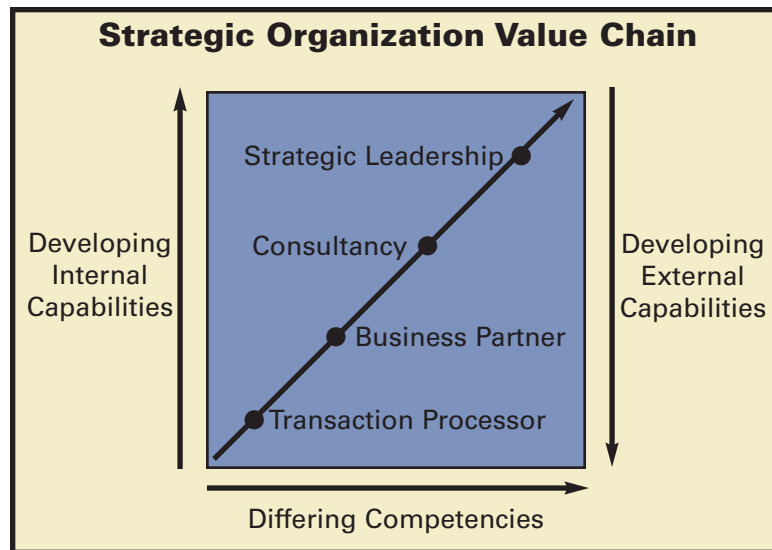 Strategic Organization Value Chain
Strategic Leadership
Consultancy
Developing
Internal
Capabilities
Developing
External
Capabilities
Business Partner
Transaction Processor
Differing Competencies